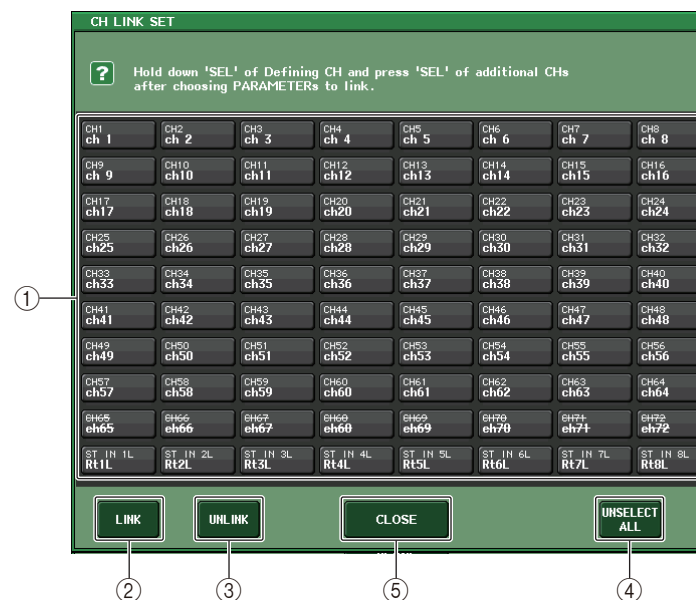 CH LINK SET
?
Hold down 'SEL' of Defining CH and press 'SEL' of additional CHs
after choosing PARAMETERs to link.
CH1 CH2 CH3 CH4 CH5 CH6 CH7 CH8
ch 1 ch 2 ch 3 ch 4 ch 5 ch 6 ch 7 ch 8
CH9 CH10 CH11 CH12 CH13 CH14 CH15 CH16
ch 9 ch10 ch11 ch12 ch13 ch14 ch15 ch16
CH17 CH18 CH19 CH20 CH21 CH22 CH23 CH24
ch17 ch18 ch19 ch20 ch21 ch22 ch23 ch24
CH25 CH26 CH27 CH28 CH29 CH30 CH31 CH32
ch25 ch26 ch27 ch28 ch29 ch30 ch31 ch32
CH33 CH34 CH35 CH36 CH37 CH38 CH39 CH40
ch33 ch34 ch35 ch36 ch37 ch38 ch39 ch40
①
CH41 CH42 CH43 CH44 CH45 CH46 CH47 CH48
ch41 ch42 ch43 ch44 ch45 ch46 ch47 ch48
CH49 CH50 CH51 CH52 CH53 CH54 CH55 CH56
ch49 ch50 ch51 ch52 ch53 ch54 ch55 ch56
CH57 CH58 CH59 CH60 CH61 CH62 CH63 CH64
ch57 ch58 ch59 ch60 ch61 ch62 ch63 ch64
CH65 CH66 CH67 CH68 CH69 CH70 CH71 CH72
ch65 ch66 ch67 ch68 ch69 ch70 ch71 ch72
ST IN 1L ST IN 2L ST IN 3L ST IN 4L ST IN 5L ST IN 6L ST IN 7L ST IN 8L
Rt1L Rt2L Rt3L Rt4L Rt5L Rt6L Rt7L Rt8L
LINK UNLINK CLOSE UNSELECT
ALL
② ③ ⑤ ④